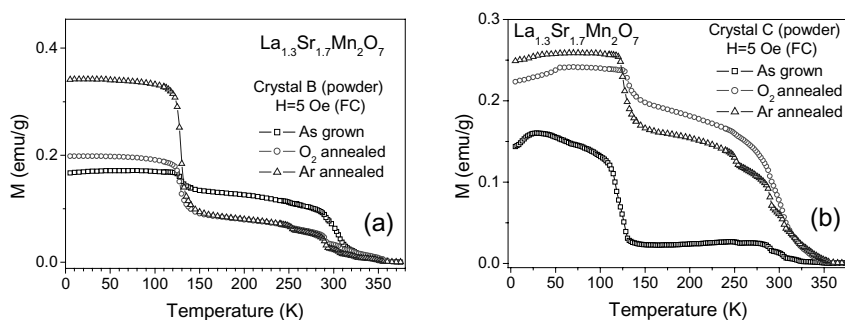 0.4
0.2
0.0
M (emu/g)
0 50 100 150 200 250 300 350
Temperature (K)
La1.3Sr1.7Mn2O7
Crystal B (powder)
H=5 Oe (FC)
As grown
O2 annealed
Ar annealed
(a)
0.3
0.2
0.1
0.0
M (emu/g)
0 50 100 150 200 250 300 350 400
Temperature (K)
La1.3Sr1.7Mn2O7
Crystal C (powder)
H=5 Oe (FC)
As grown
O2 annealed
Ar annealed
(b)